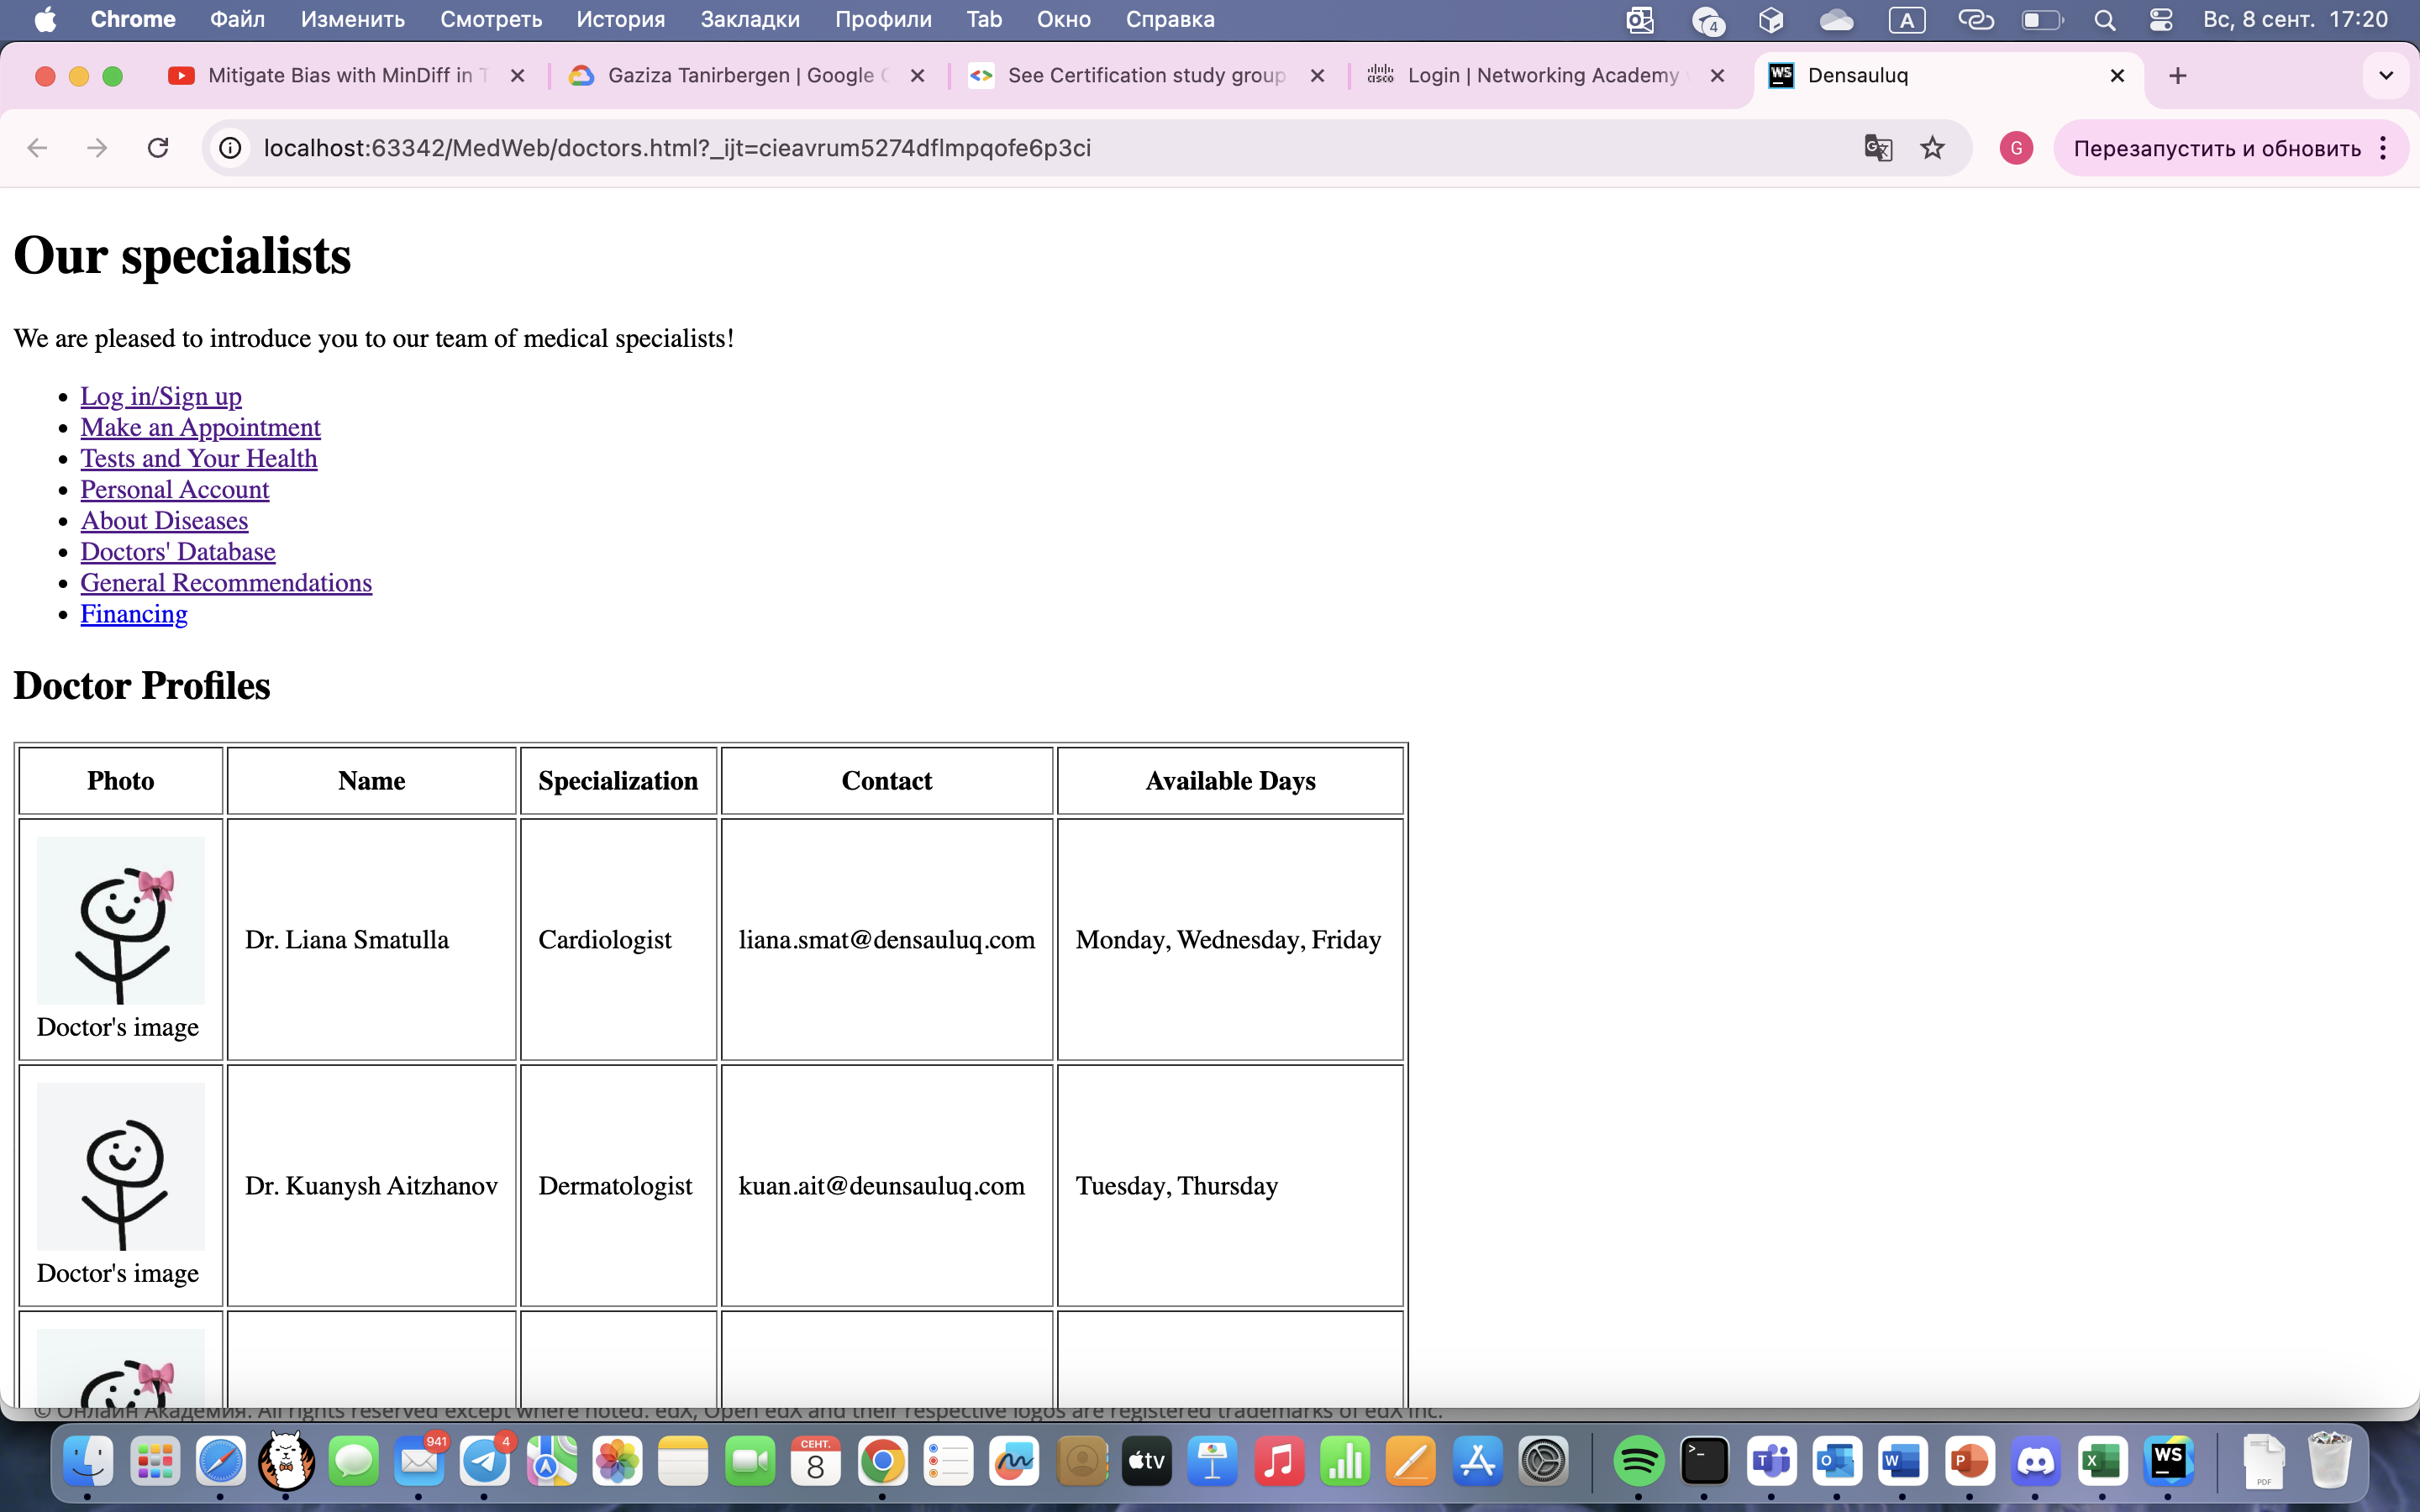 Chrome Файл Изменить Смотреть История Закладки Профили Tab Окно Справка 4 A Вс, 8 сент. 17:20
Mitigate Bias with MinDiff in Gaziza Tanirbergen | Google See Certification study group CISCO Login | Networking Academy WS Densauluq
localhost:63342/MedWeb/doctors.html?_ijt=cieavrum5274dflmpqofe6p3ci G Перезапустить и обновить
Our specialists
We are pleased to introduce you to our team of medical specialists!
Log in/Sign up
Make an Appointment
Tests and Your Health
Personal Account
About Diseases
Doctors' Database
General Recommendations
Financing
Doctor Profiles
Photo Name Specialization Contact Available Days
Dr. Liana Smatulla Cardiologist liana.smat@densauluq.com Monday, Wednesday, Friday
Doctor's image
Dr. Kuanysh Aitzhanov Dermatologist kuan.ait@deunsauluq.com Tuesday, Thursday
Doctor's image
© Онлайн Академия. All rights reserved except where noted. edX, Open edX and their respective logos are registered trademarks of edX Inc.
941 4 СЕНТ. 8 tv WS PDF